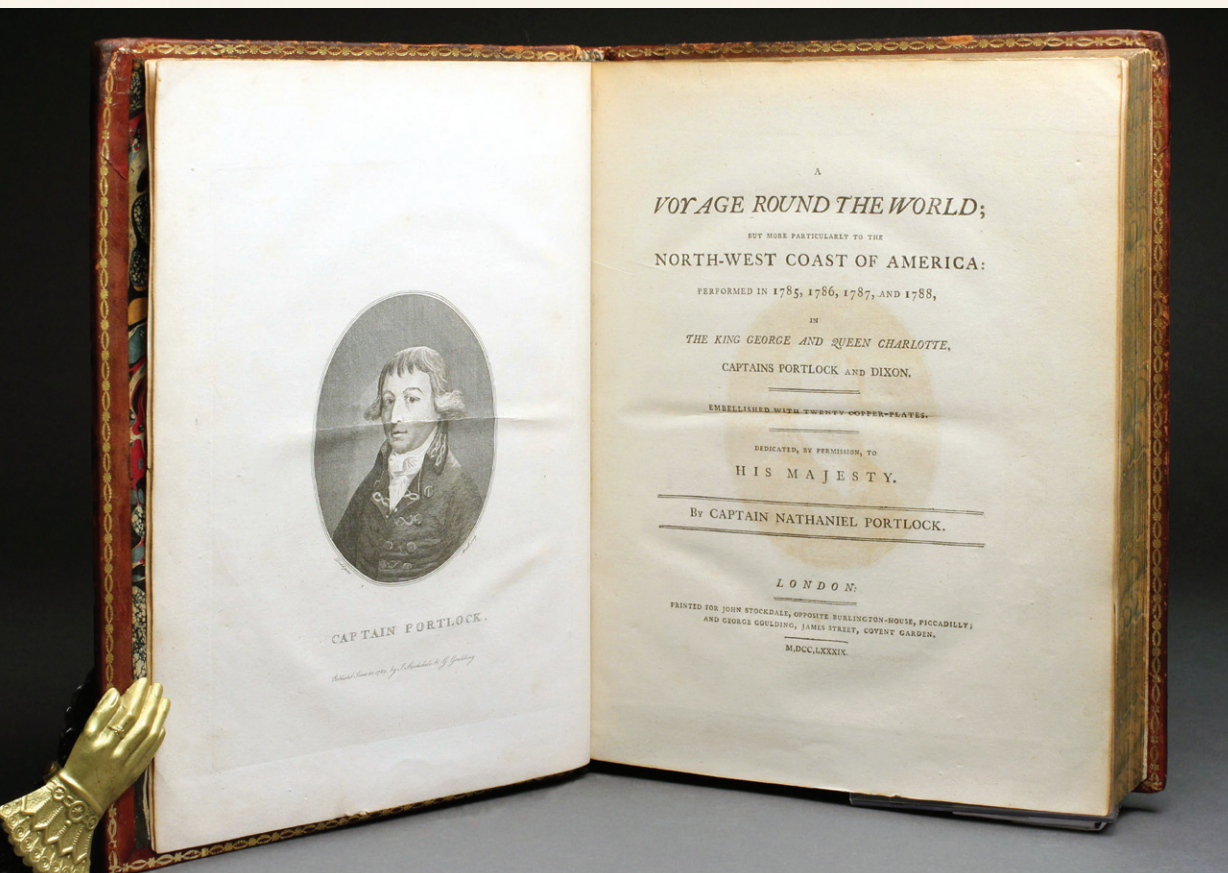 CAPTAIN PORTLOCK.
by J. Stockdale & G. Goulding
A
VOYAGE ROUND THE WORLD;
BUT MORE PARTICULARLY TO THE
NORTH-WEST COAST OF AMERICA:
PERFORMED IN 1785, 1786, 1787, AND 1788,
IN
THE KING GEORGE AND QUEEN CHARLOTTE,
CAPTAINS PORTLOCK AND DIXON.
EMBELLISHED WITH TWENTY COPPER-PLATES.
DEDICATED, BY PERMISSION, TO
HIS MAJESTY.
By CAPTAIN NATHANIEL PORTLOCK.
LONDON:
PRINTED FOR JOHN STOCKDALE, OPPOSITE BURLINGTON-HOUSE, PICCADILLY;
AND GEORGE GOULDING, JAMES STREET, COVENT GARDEN.
M,DCC,LXXXIX.